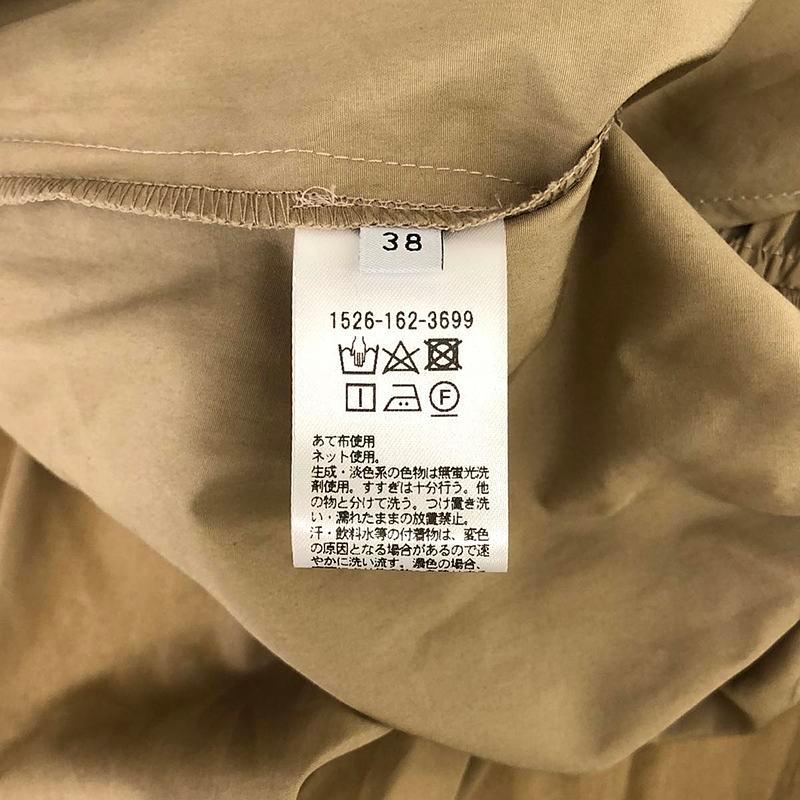 38
1526-162-3699
F
あて布使用
ネット使用。
生成・淡色系の色物は無蛍光洗
剤使用。すすぎは十分行う。他
の物と分けて洗う。つけ置き洗
い・濡れたままの放置禁止。
汗・飲料水等の付着物は、変色
の原因となる場合があるので速
やかに洗い流す。濃色の場合、